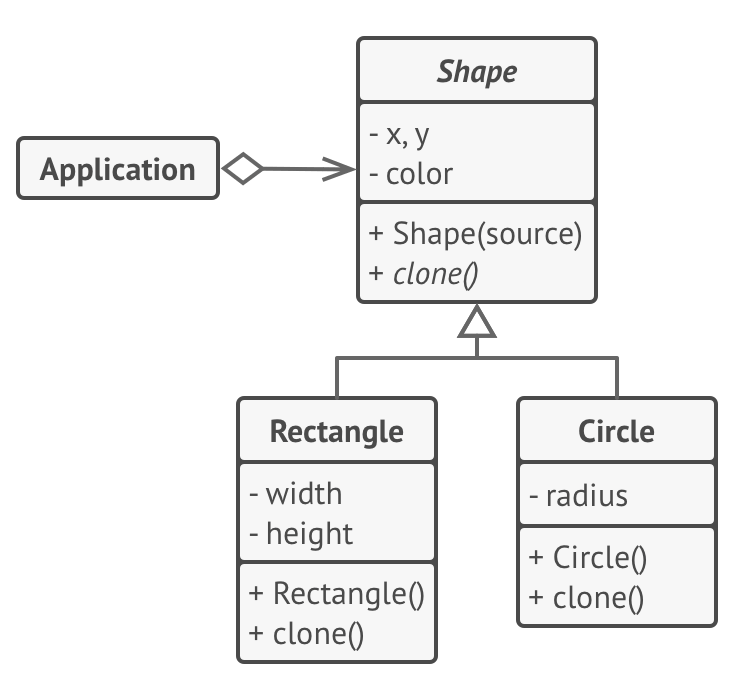 Shape
- x, y
- color
+ Shape(source)
+ clone()
Application
Rectangle
- width
- height
+ Rectangle()
+ clone()
Circle
- radius
+ Circle()
+ clone()